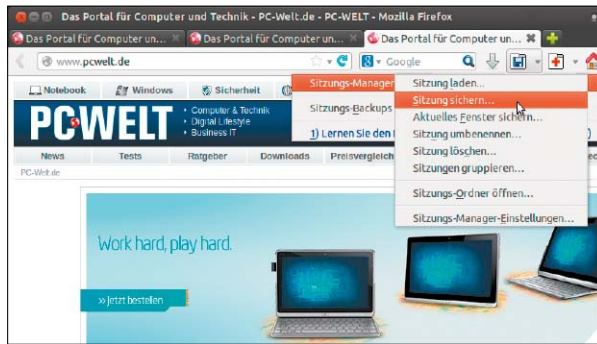 Das Portal für Computer und Technik - PC-Welt.de - PC-WELT - Mozilla Firefox
Das Portal für Computer un... Das Portal für Computer un... Das Portal für Computer un...
www.pcwelt.de Google
Notebook Windows Sicherheit
Sitzungs-Manager
Sitzungs-Backups
1) Lernen Sie den
Sitzung laden...
Sitzung sichern...
Aktuelles Fenster sichern...
Sitzung umbenennen...
Sitzung löschen...
Sitzungen gruppieren...
Sitzungs-Ordner öffnen...
Sitzungs-Manager-Einstellungen...
PCWELT
Computer & Technik
Digital Lifestyle
Business IT
News Tests Ratgeber Downloads Preisvergleich
PC-Welt.de
Work hard, play hard.
» Jetzt bestellen